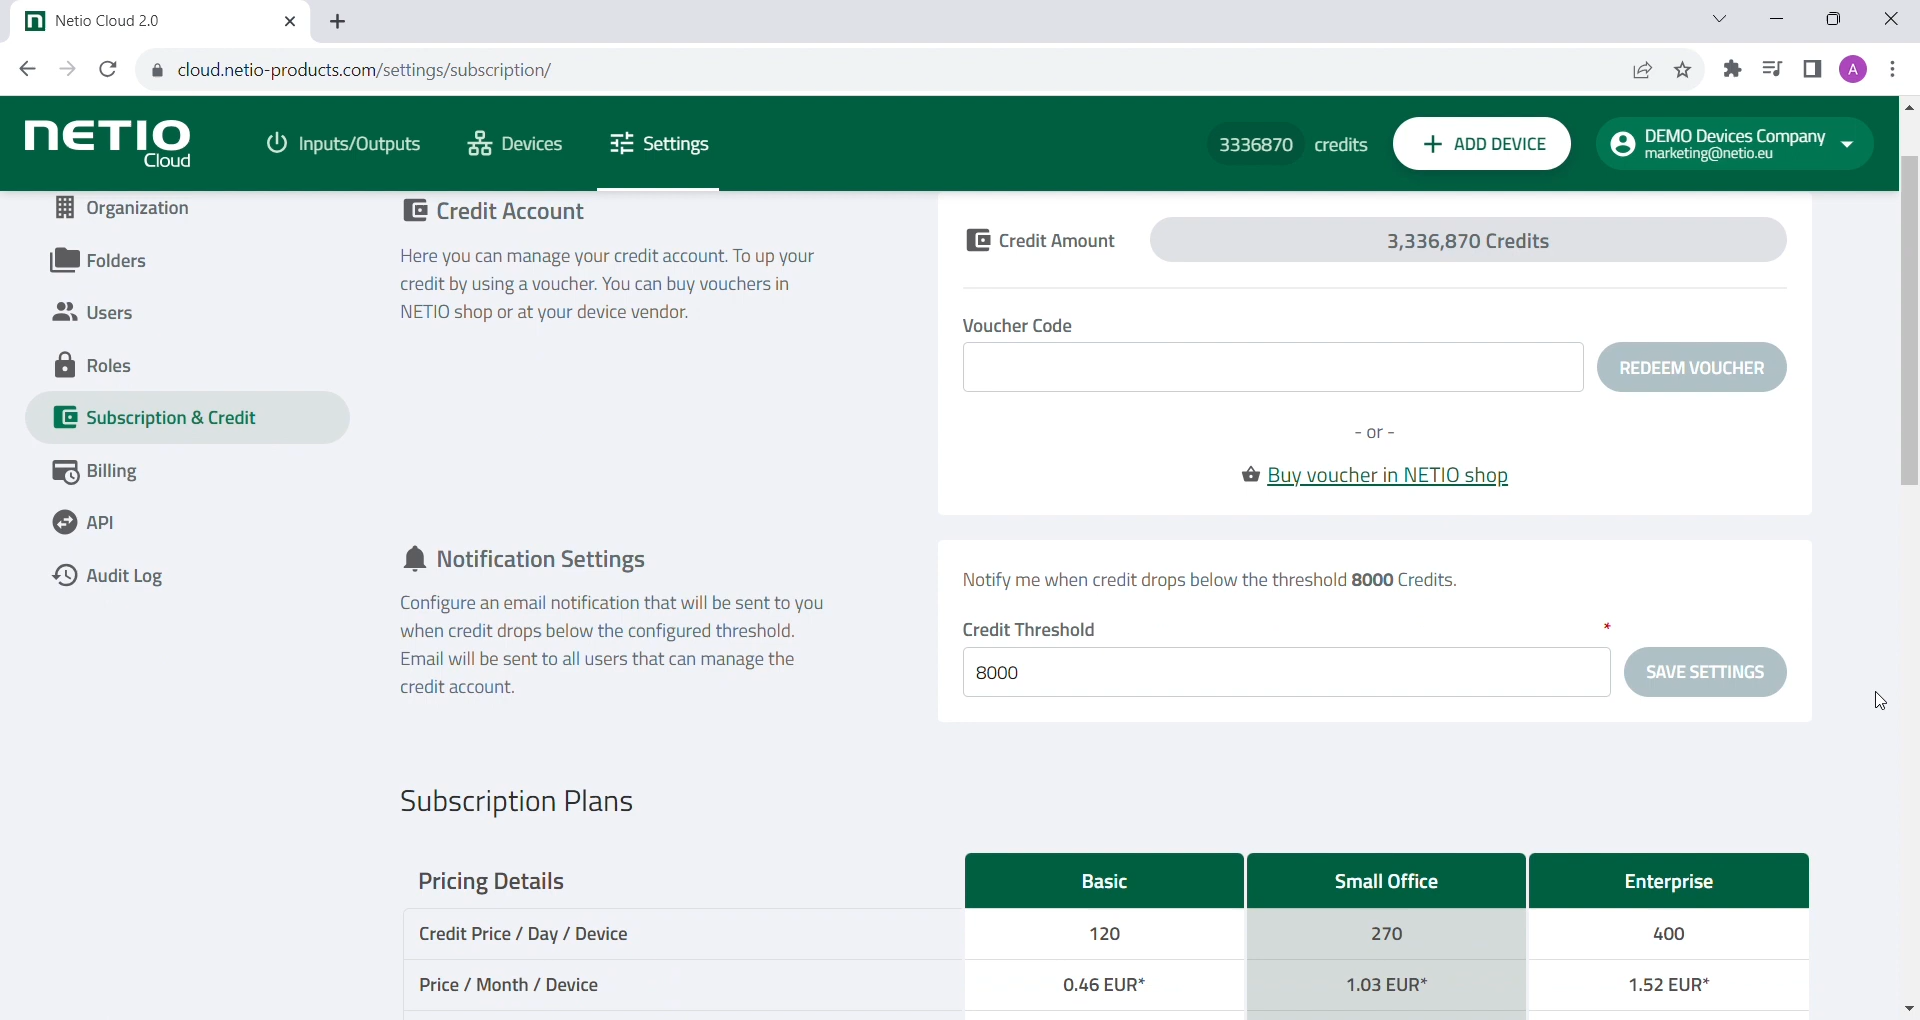 Netio Cloud 2.0
cloud.netio-products.com/settings/subscription/
A
NETIO
Cloud
Inputs/Outputs
Devices
Settings
3336870 credits
ADD DEVICE
DEMO Devices Company
marketing@netio.eu
Organization
Folders
Users
Roles
Subscription & Credit
Billing
API
Audit Log
Credit Account
Here you can manage your credit account. To up your
credit by using a voucher. You can buy vouchers in
NETIO shop or at your device vendor.
Credit Amount
3,336,870 Credits
Voucher Code
REDEEM VOUCHER
- or -
Buy voucher in NETIO shop
Notification Settings
Configure an email notification that will be sent to you
when credit drops below the configured threshold.
Email will be sent to all users that can manage the
credit account.
Notify me when credit drops below the threshold 8000 Credits.
Credit Threshold *
8000
SAVE SETTINGS
Subscription Plans
Pricing Details Basic Small Office Enterprise
Credit Price / Day / Device 120 270 400
Price / Month / Device 0.46 EUR* 1.03 EUR* 1.52 EUR*